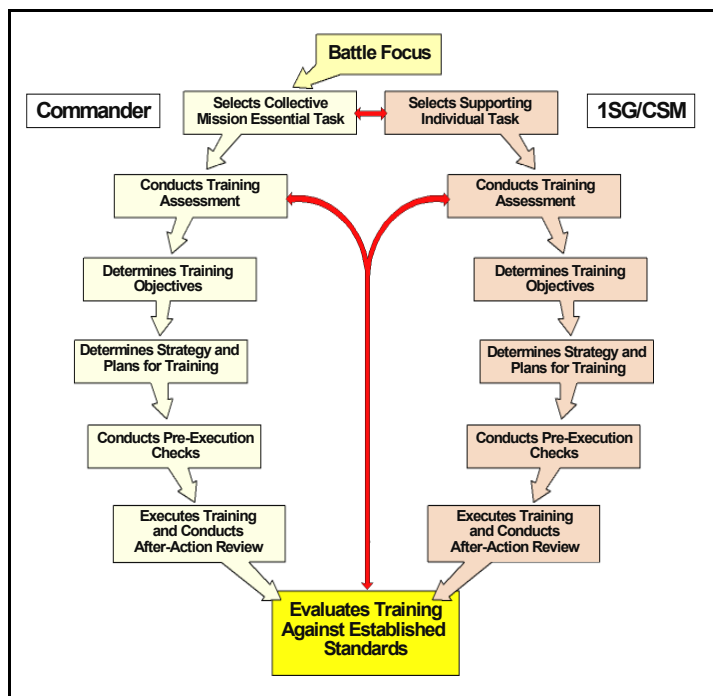 Battle Focus
Commander
Selects Collective
Mission Essential Task
Selects Supporting
Individual Task
1SG/CSM
Conducts Training
Assessment
Conducts Training
Assessment
Determines Training
Objectives
Determines Training
Objectives
Determines Strategy and
Plans for Training
Determines Strategy and
Plans for Training
Conducts Pre-Execution
Checks
Conducts Pre-Execution
Checks
Executes Training
and Conducts
After-Action Review
Executes Training
and Conducts
After-Action Review
Evaluates Training
Against Established
Standards